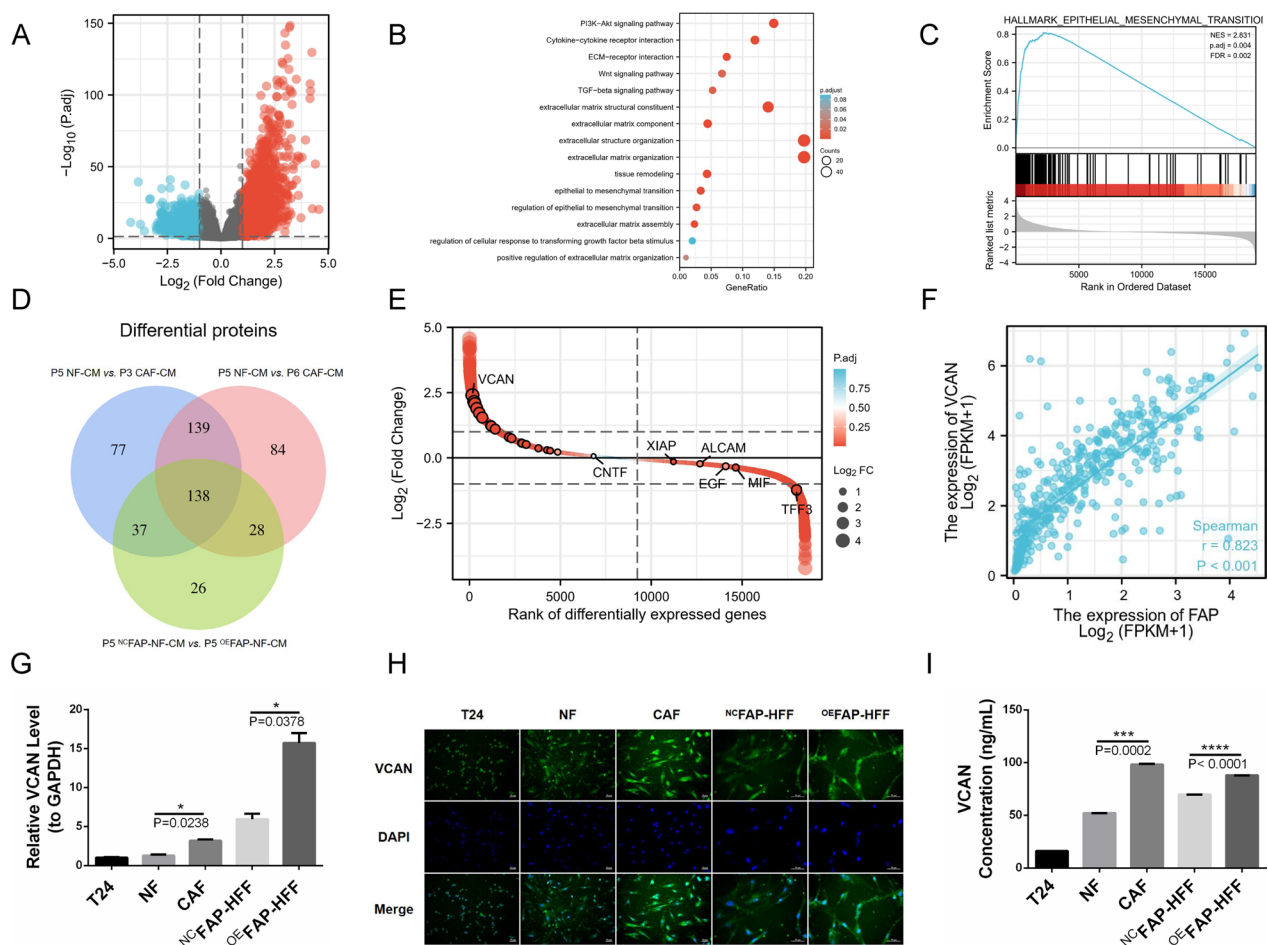 A
−Log10 (P.adj)
150
100
50
0
−5.0
−2.5
0.0
2.5
5.0
Log2 (Fold Change)
B
PI3K−Akt signaling pathway
Cytokine−cytokine receptor interaction
ECM−receptor interaction
Wnt signaling pathway
TGF−beta signaling pathway
extracellular matrix structural constituent
extracellular matrix component
extracellular structure organization
extracellular matrix organization
tissue remodeling
epithelial to mesenchymal transition
regulation of epithelial to mesenchymal transition
extracellular matrix assembly
regulation of cellular response to transforming growth factor beta stimulus
positive regulation of extracellular matrix organization
0.00
0.05
0.10
0.15
0.20
GeneRatio
p.adjust
0.08
0.06
0.04
0.02
Counts
20
40
C
HALLMARK_EPITHELIAL_MESENCHYMAL_TRANSITIOI
NES = 2.831
p.adj = 0.004
FDR = 0.002
Enrichment Score
0.8
0.6
0.4
0.2
0.0
Ranked list metric
4
2
0
−2
−4
5000
10000
15000
Rank in Ordered Dataset
D
Differential proteins
P5 NF-CM vs. P3 CAF-CM
P5 NF-CM vs. P6 CAF-CM
77
139
84
138
37
28
26
P5 NCFAP-NF-CM vs. P5 OEFAP-NF-CM
E
Log2 (Fold Change)
5.0
2.5
0.0
−2.5
VCAN
CNTF
XIAP
ALCAM
EGF
MIF
TFF3
0
5000
10000
15000
Rank of differentially expressed genes
P.adj
0.75
0.50
0.25
Log2 FC
1
2
3
4
F
The expression of VCAN
Log2 (FPKM+1)
6
4
2
0
Spearman
r = 0.823
P < 0.001
0
1
2
3
4
The expression of FAP
Log2 (FPKM+1)
G
Relative VCAN Level
(to GAPDH)
20
15
10
5
0
*
P=0.0238
*
P=0.0378
T24
NF
CAF
NCFAP-HFF
OEFAP-HFF
H
T24
NF
CAF
NCFAP-HFF
OEFAP-HFF
VCAN
DAPI
Merge
I
VCAN
Concentration (ng/mL)
150
100
50
0
***
P=0.0002
****
P< 0.0001
T24
NF
CAF
NCFAP-HFF
OEFAP-HFF